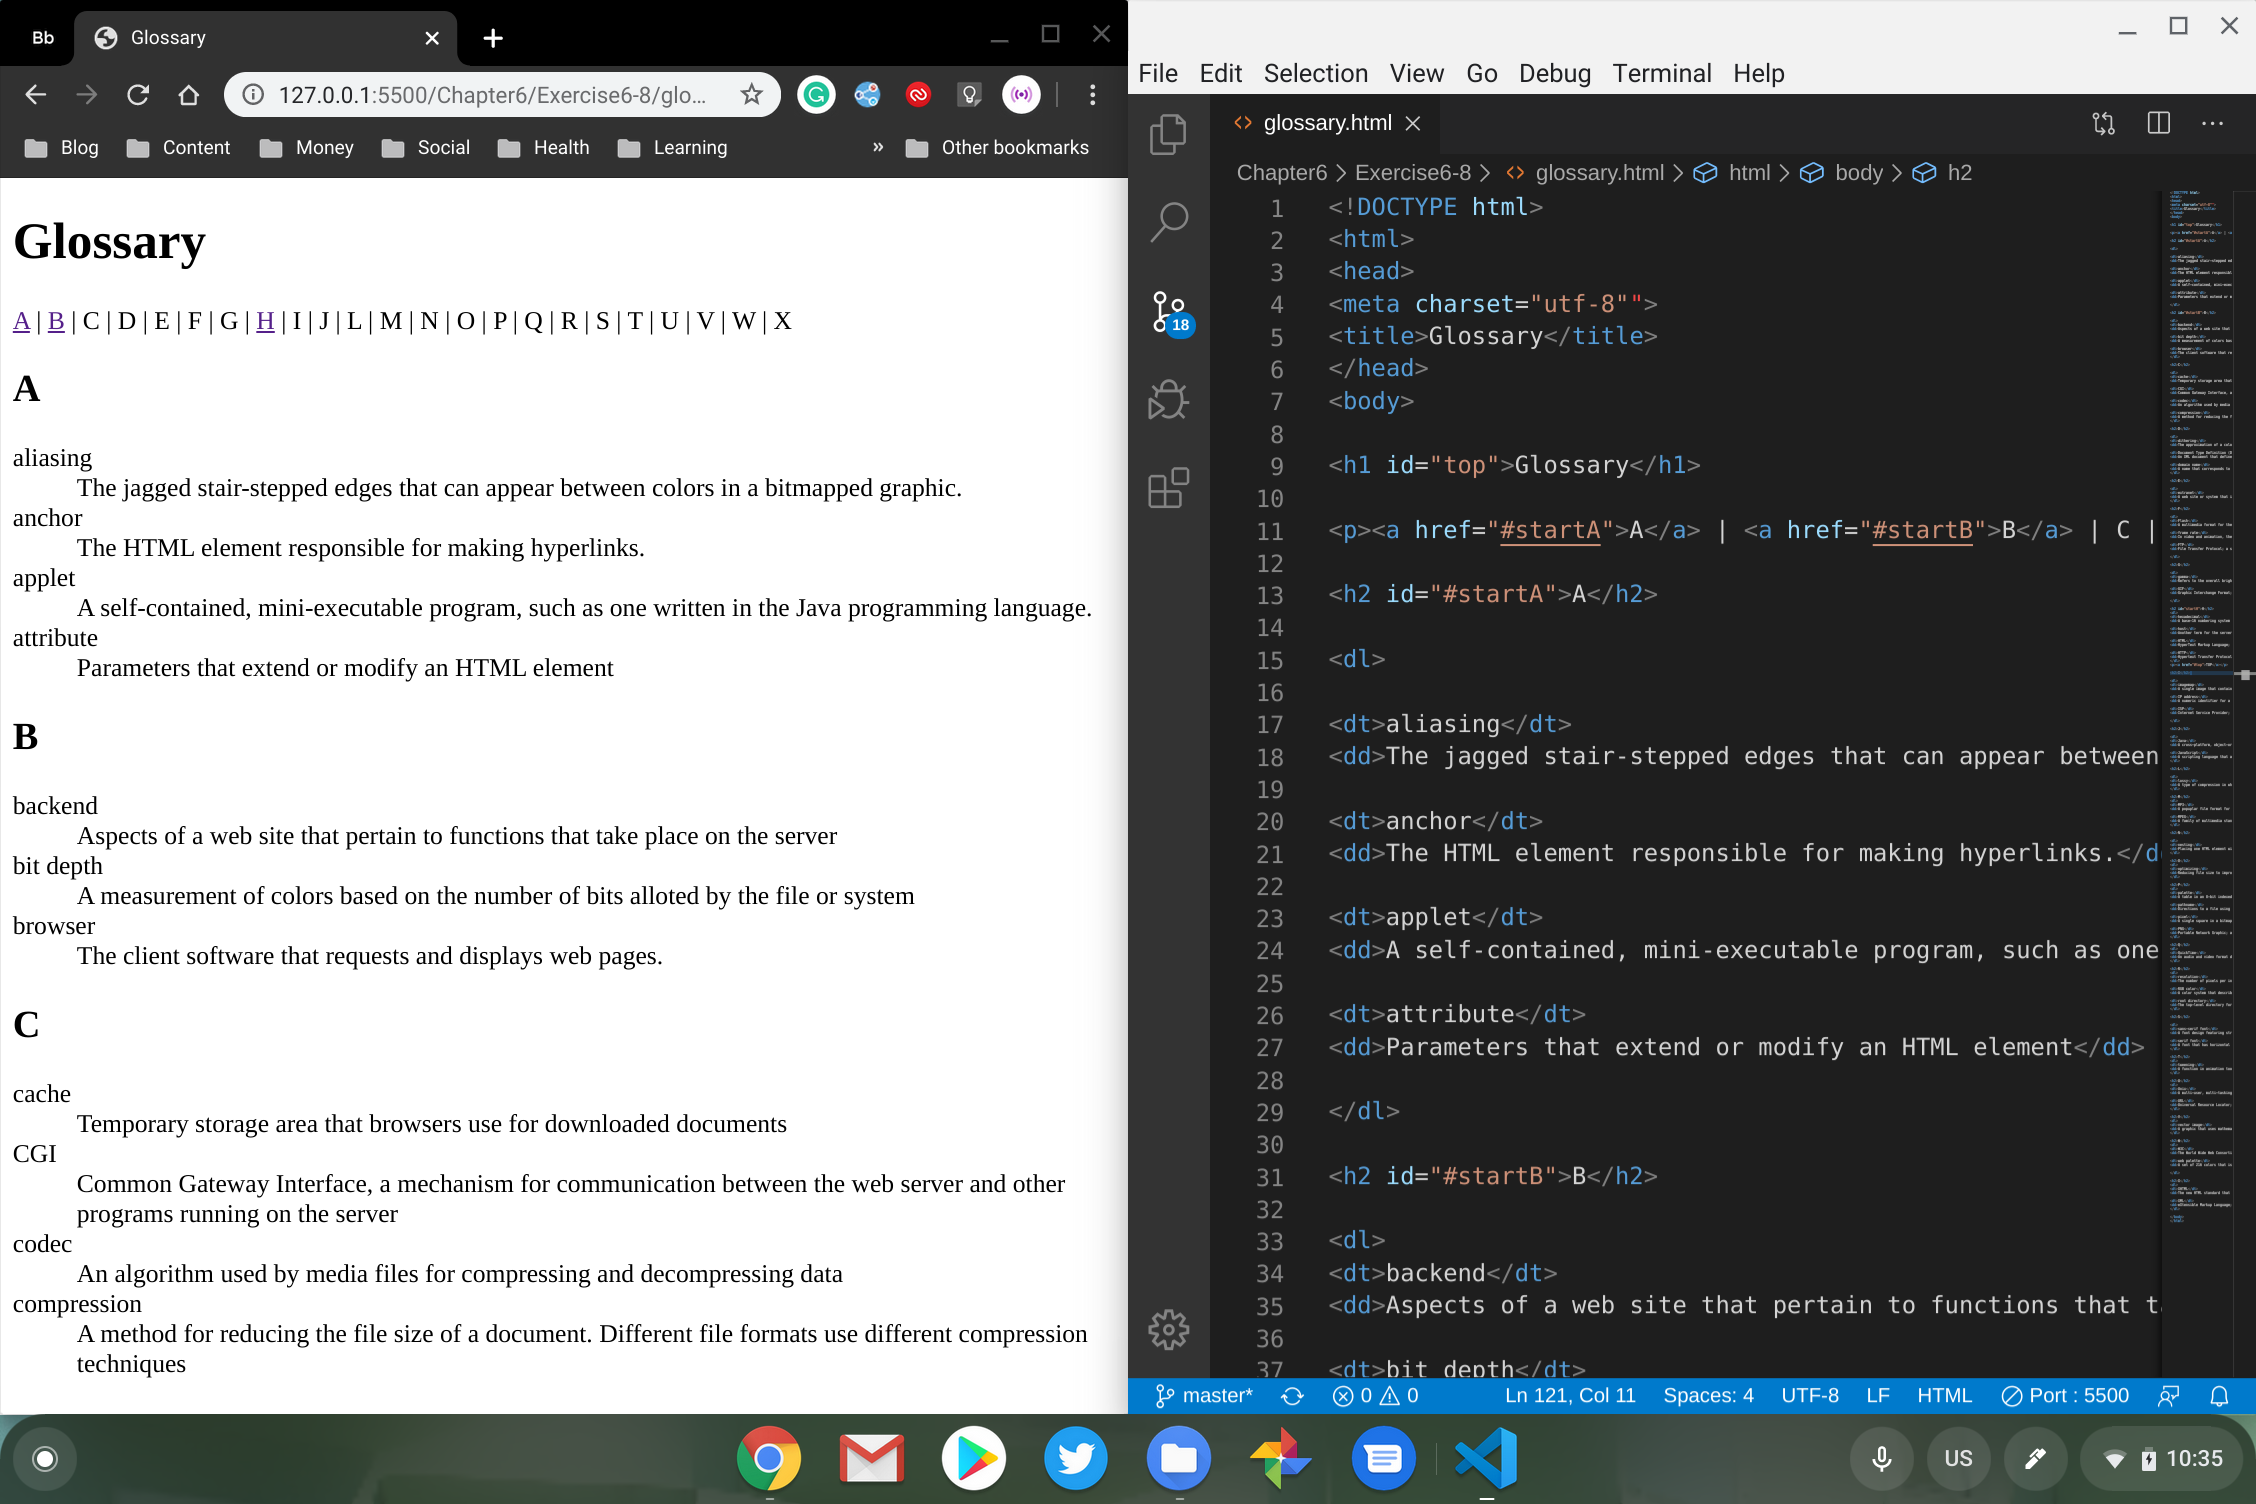 Bb
Glossary
127.0.0.1:5500/Chapter6/Exercise6-8/glo...
Blog
Content
Money
Social
Health
Learning
»
Other bookmarks
Glossary
A | B | C | D | E | F | G | H | I | J | L | M | N | O | P | Q | R | S | T | U | V | W | X
A
aliasing
The jagged stair-stepped edges that can appear between colors in a bitmapped graphic.
anchor
The HTML element responsible for making hyperlinks.
applet
A self-contained, mini-executable program, such as one written in the Java programming language.
attribute
Parameters that extend or modify an HTML element
B
backend
Aspects of a web site that pertain to functions that take place on the server
bit depth
A measurement of colors based on the number of bits alloted by the file or system
browser
The client software that requests and displays web pages.
C
cache
Temporary storage area that browsers use for downloaded documents
CGI
Common Gateway Interface, a mechanism for communication between the web server and other
programs running on the server
codec
An algorithm used by media files for compressing and decompressing data
compression
A method for reducing the file size of a document. Different file formats use different compression
techniques
File Edit Selection View Go Debug Terminal Help
18
glossary.html
Chapter6 > Exercise6-8 > glossary.html > html > body > h2
1 <!DOCTYPE html>
2 <html>
3 <head>
4 <meta charset="utf-8"">
5 <title>Glossary</title>
6 </head>
7 <body>
8
9 <h1 id="top">Glossary</h1>
10
11 <p><a href="#startA">A</a> | <a href="#startB">B</a> | C |
12
13 <h2 id="#startA">A</h2>
14
15 <dl>
16
17 <dt>aliasing</dt>
18 <dd>The jagged stair-stepped edges that can appear between
19
20 <dt>anchor</dt>
21 <dd>The HTML element responsible for making hyperlinks.</d
22
23 <dt>applet</dt>
24 <dd>A self-contained, mini-executable program, such as one
25
26 <dt>attribute</dt>
27 <dd>Parameters that extend or modify an HTML element</dd>
28
29 </dl>
30
31 <h2 id="#startB">B</h2>
32
33 <dl>
34 <dt>backend</dt>
35 <dd>Aspects of a web site that pertain to functions that t
36
37 <dt>bit depth</dt>
master* 0 0 Ln 121, Col 11 Spaces: 4 UTF-8 LF HTML Port : 5500
US
10:35